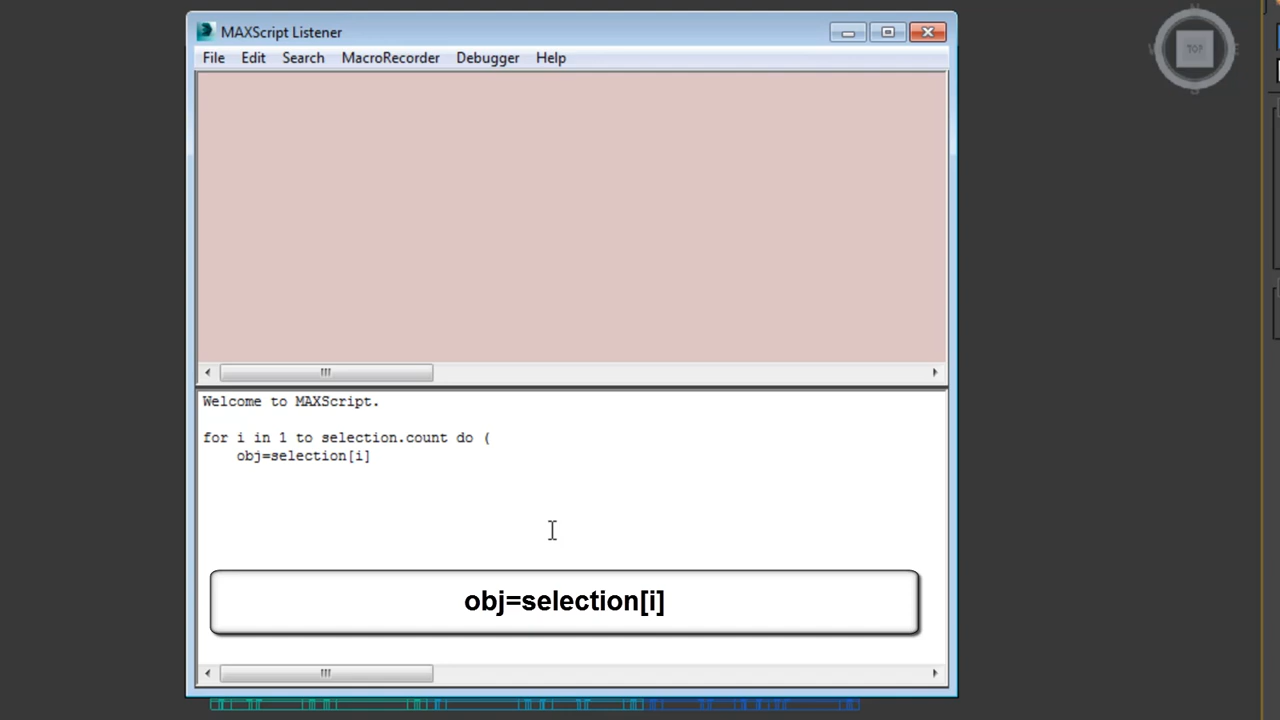 MAXScript Listener
File Edit Search MacroRecorder Debugger Help
TOP
Welcome to MAXScript.
for i in 1 to selection.count do (
obj=selection[i]
obj=selection[i]